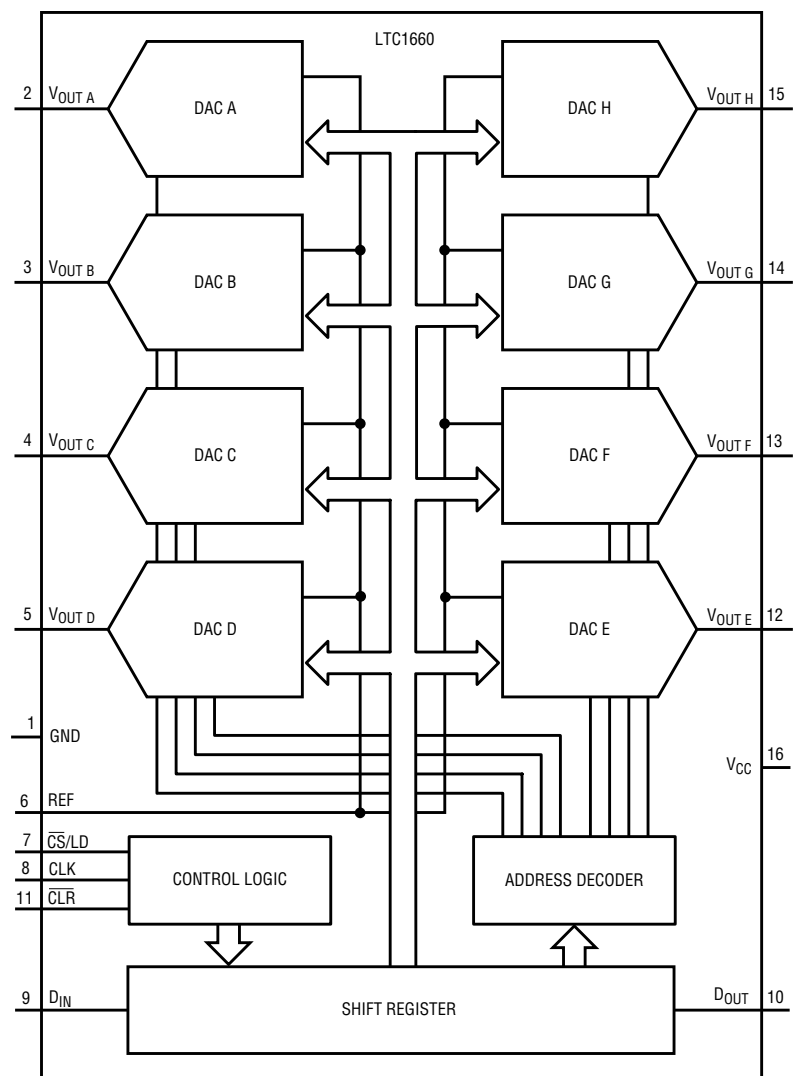 LTC1660
2 VOUT A DAC A DAC H VOUT H 15
3 VOUT B DAC B DAC G VOUT G 14
4 VOUT C DAC C DAC F VOUT F 13
5 VOUT D DAC D DAC E VOUT E 12
1 GND
VCC 16
6 REF
7 C̅S̅/LD
8 CLK CONTROL LOGIC ADDRESS DECODER
11 C̅L̅R̅
9 DIN SHIFT REGISTER DOUT 10